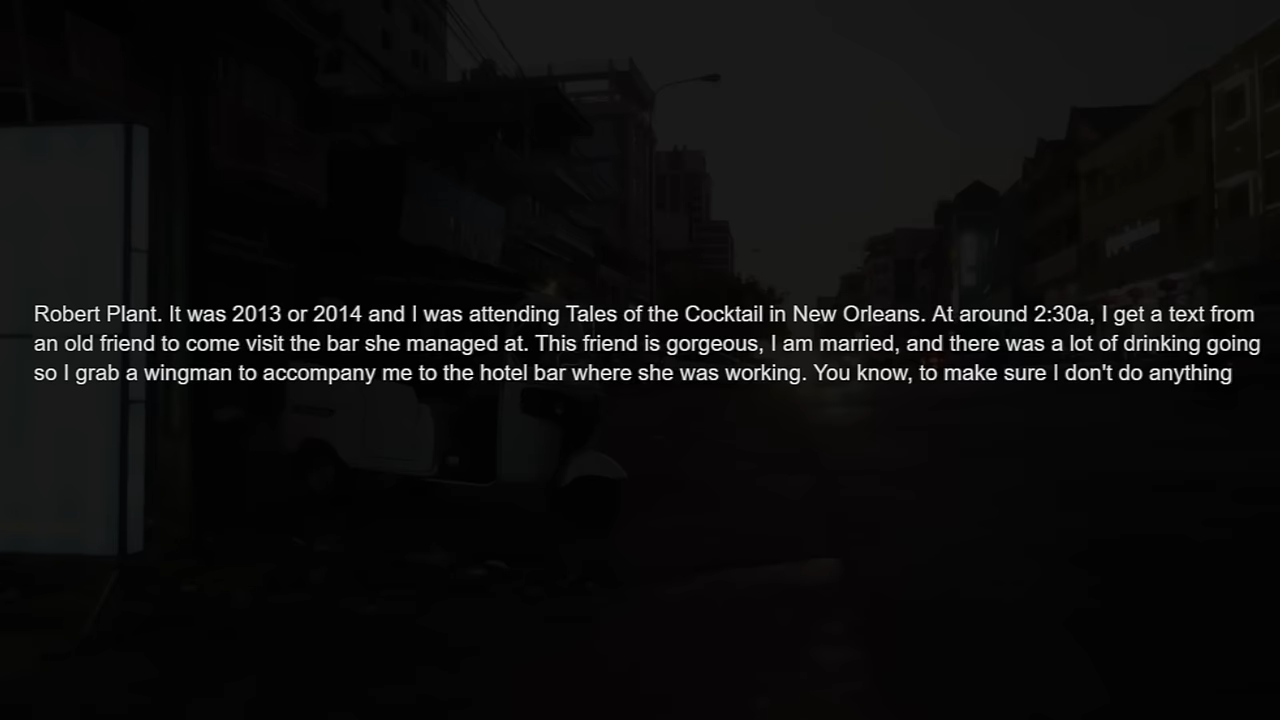 Robert Plant. It was 2013 or 2014 and I was attending Tales of the Cocktail in New Orleans. At around 2:30a, I get a text from
an old friend to come visit the bar she managed at. This friend is gorgeous, I am married, and there was a lot of drinking going
so I grab a wingman to accompany me to the hotel bar where she was working. You know, to make sure I don't do anything